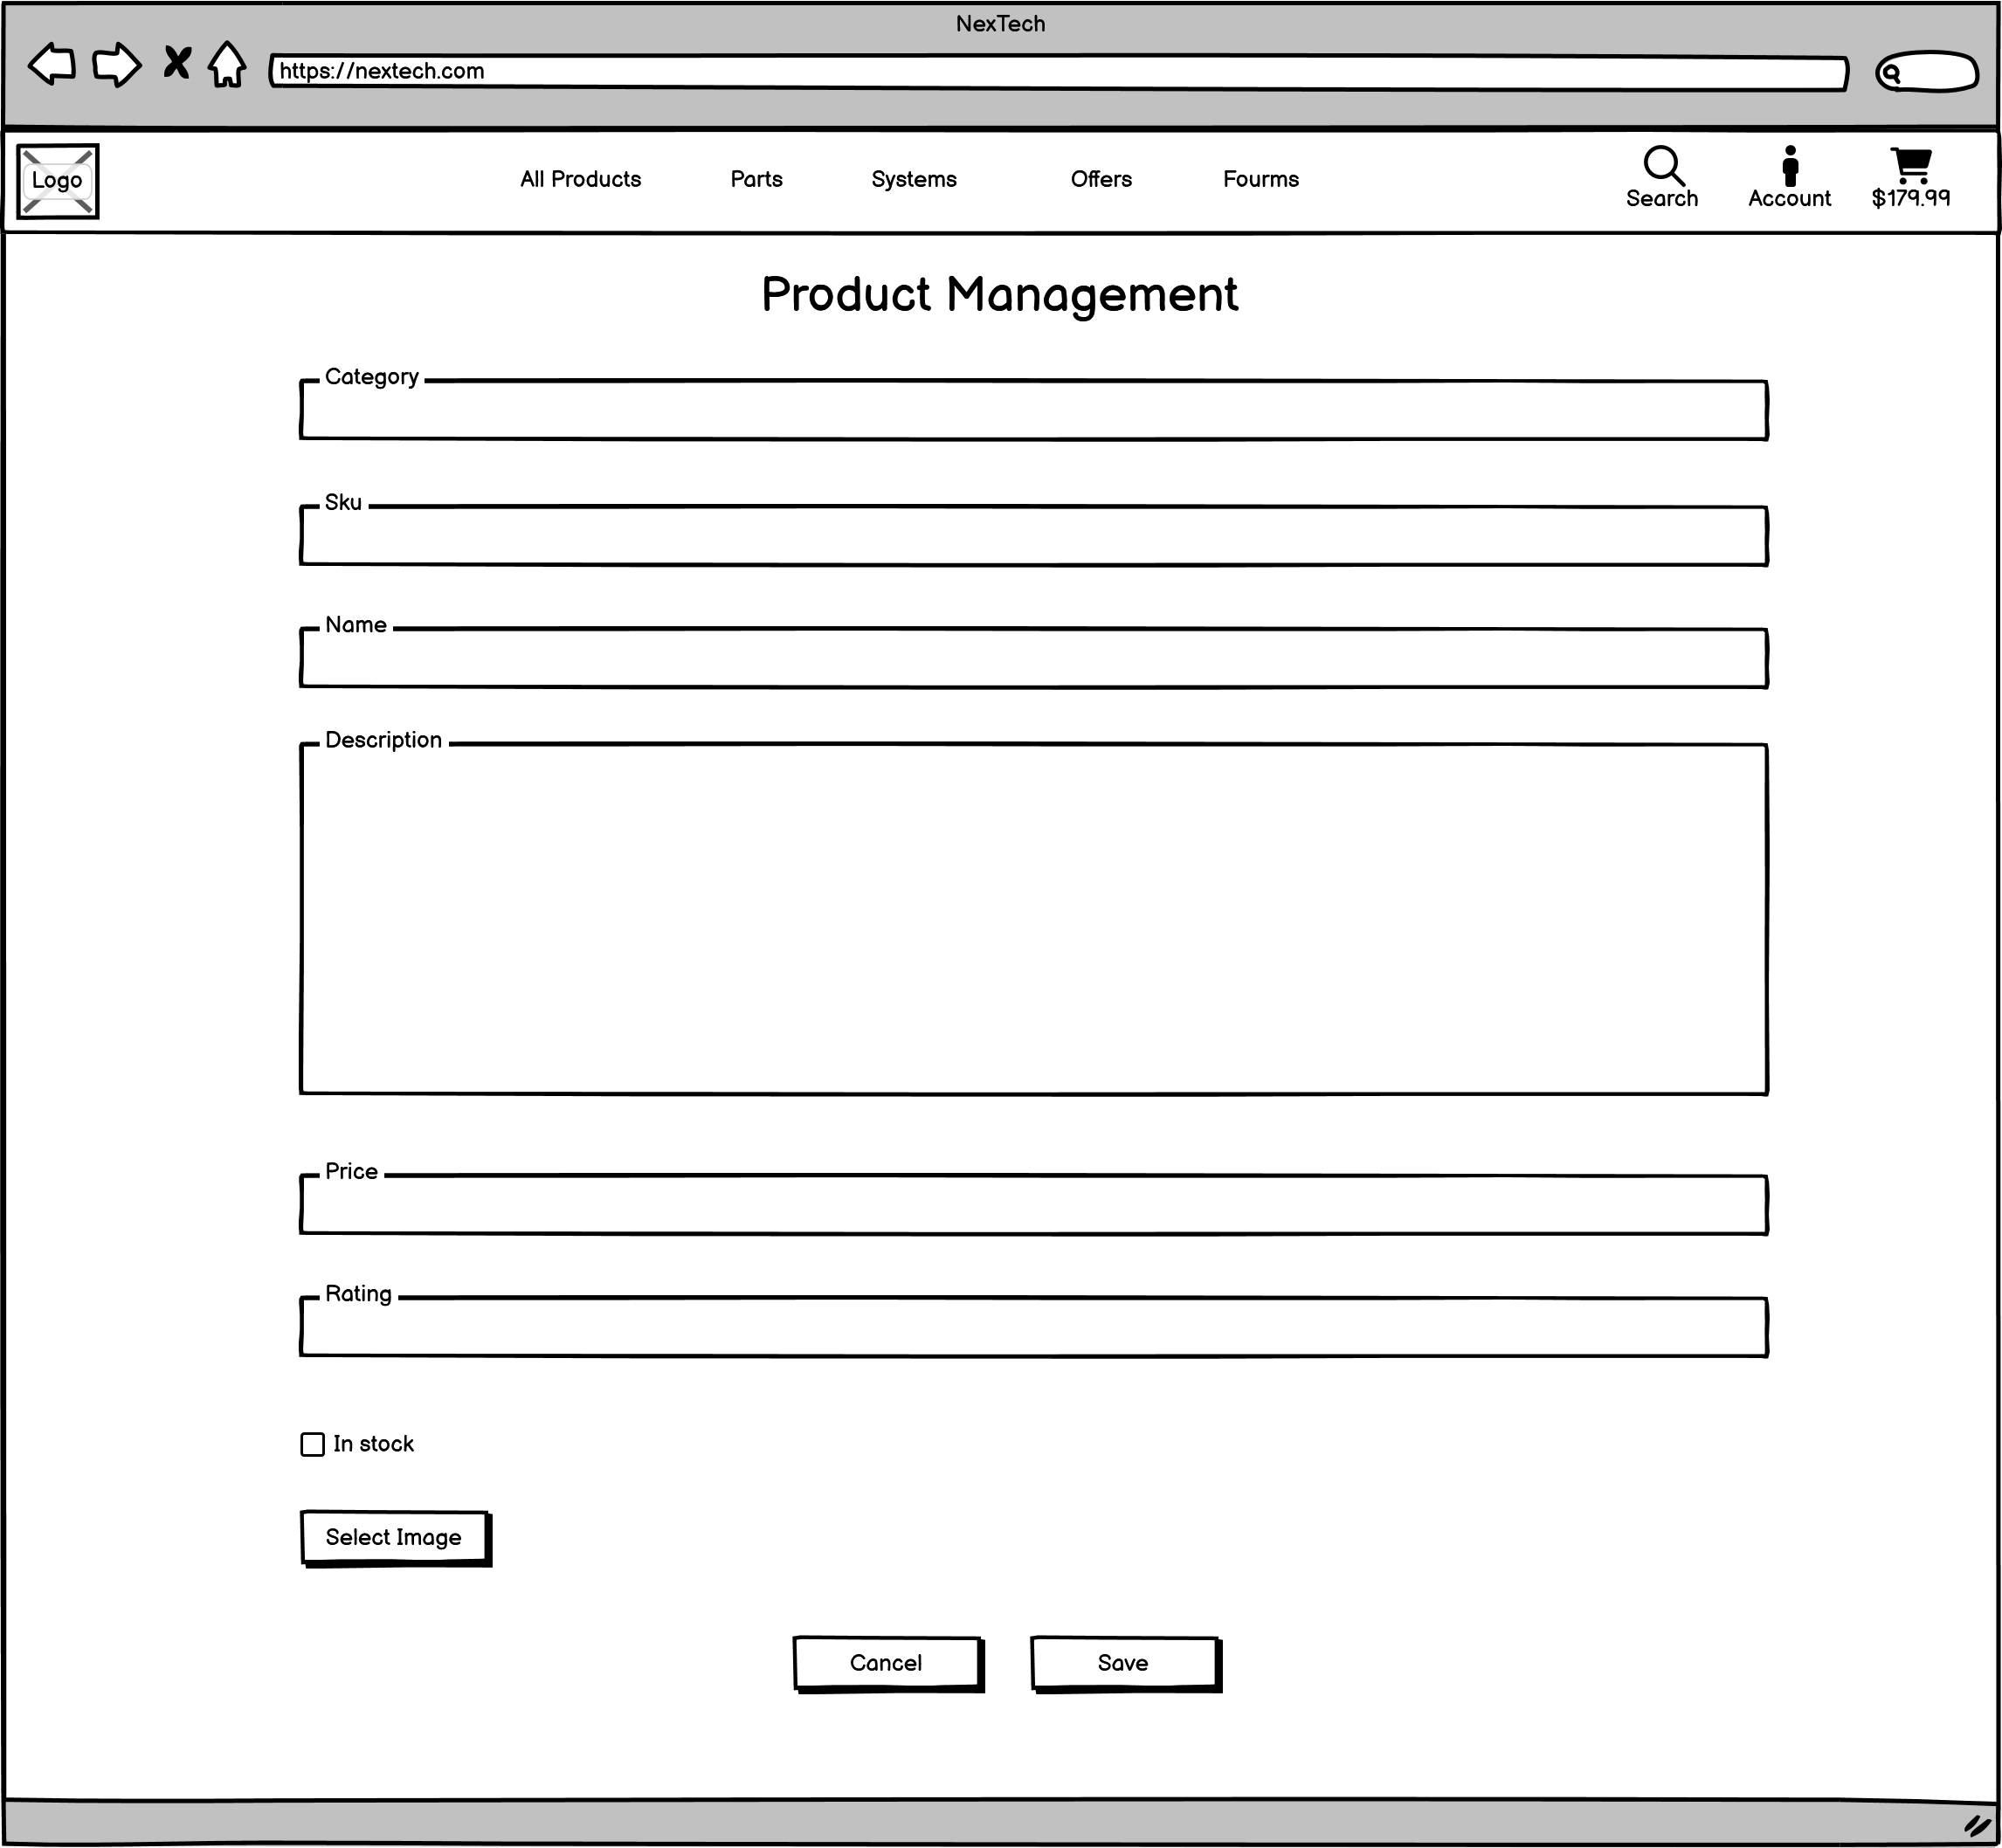 NexTech
https://nextech.com
Logo
All Products Parts Systems Offers Fourms
Search Account $179.99
Product Management
Category
Sku
Name
Description
Price
Rating
In stock
Select Image
Cancel Save